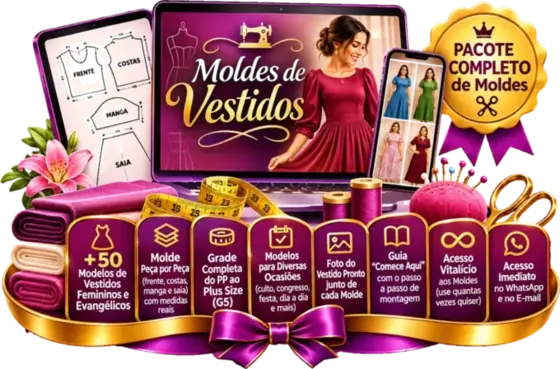 FRENTE
COSTAS
MANGA
SAIA
Moldes de
Vestidos
PACOTE
COMPLETO
de Moldes
+50
Modelos de
Vestidos
Femininos e
Evangélicos
Molde
Peça por Peça
(frente, costas,
manga e saia)
com medidas
reais
Grade
Completa
do PP ao
Plus Size
(G5)
Modelos
para Diversas
Ocasiões
(culto, congresso,
festa, dia a dia
e mais)
Foto do
Vestido Pronto
junto de
cada Molde
Guia
"Comece Aqui"
com o passo
a passo de
montagem
Acesso
Vitalício
aos Moldes
(use quantas
vezes quiser)
Acesso
Imediato
no WhatsApp
e no E-mail